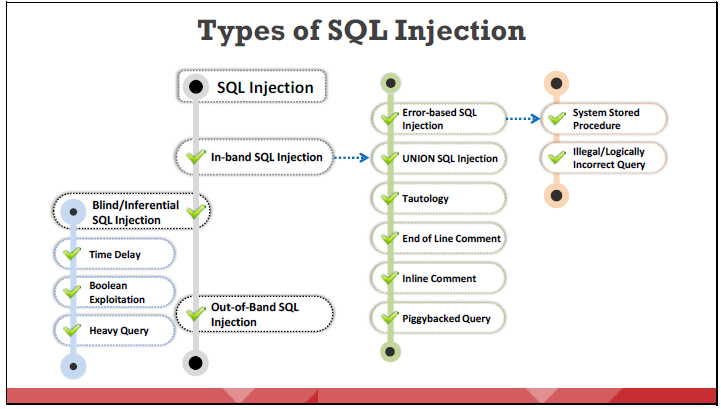 Types of SQL Injection
SQL Injection
In-band SQL Injection
Blind/Inferential
SQL Injection
Time Delay
Boolean
Exploitation
Heavy Query
Out-of-Band SQL
Injection
Error-based SQL
Injection
UNION SQL Injection
Tautology
End of Line Comment
Inline Comment
Piggybacked Query
System Stored
Procedure
Illegal/Logically
Incorrect Query